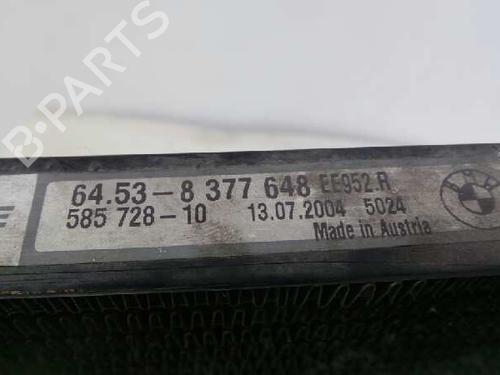 B-PARTS
64.53-8 377 648 EE952.R
585 728-10 13.07.2004 5024
Made in Austria